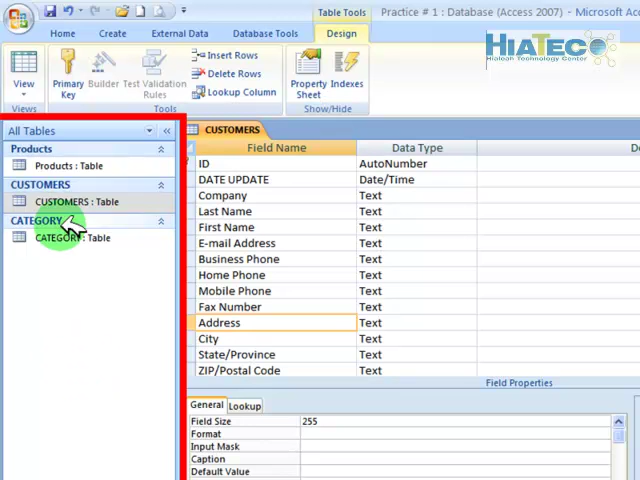 Table Tools
Practice # 1 : Database (Access 2007) - Microsoft Acc
Home
Create
External Data
Database Tools
Design
HIATECO
Hialeah Technology Center
View
Primary Key
Builder
Test Validation Rules
Insert Rows
Delete Rows
Lookup Column
Property Sheet
Indexes
Views
Tools
Show/Hide
All Tables
Products
Products : Table
CUSTOMERS
CUSTOMERS : Table
CATEGORY
CATEGORY : Table
CUSTOMERS
Field Name Data Type De
ID AutoNumber
DATE UPDATE Date/Time
Company Text
Last Name Text
First Name Text
E-mail Address Text
Business Phone Text
Home Phone Text
Mobile Phone Text
Fax Number Text
Address Text
City Text
State/Province Text
ZIP/Postal Code Text
Field Properties
General Lookup
Field Size 255
Format
Input Mask
Caption
Default Value